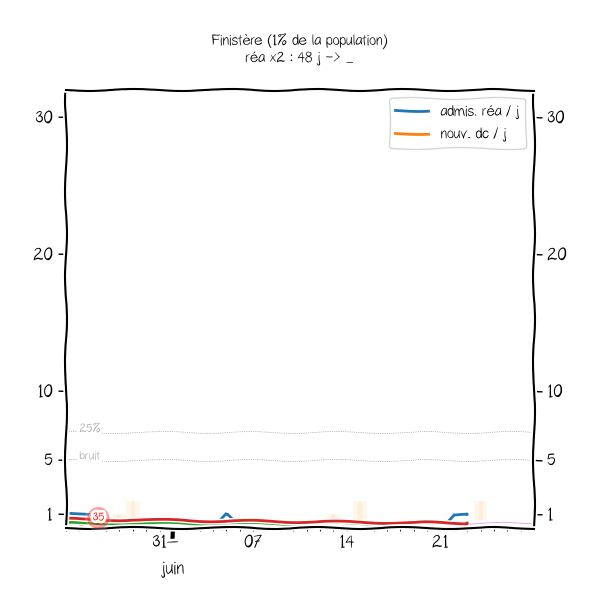 Finistère (1% de la population)
réa x2 : 48 j -> _
admis. réa / j
nouv. dc / j
30
30
20
20
10
10
25%
5
bruit
5
1
35
1
31
07
14
21
juin